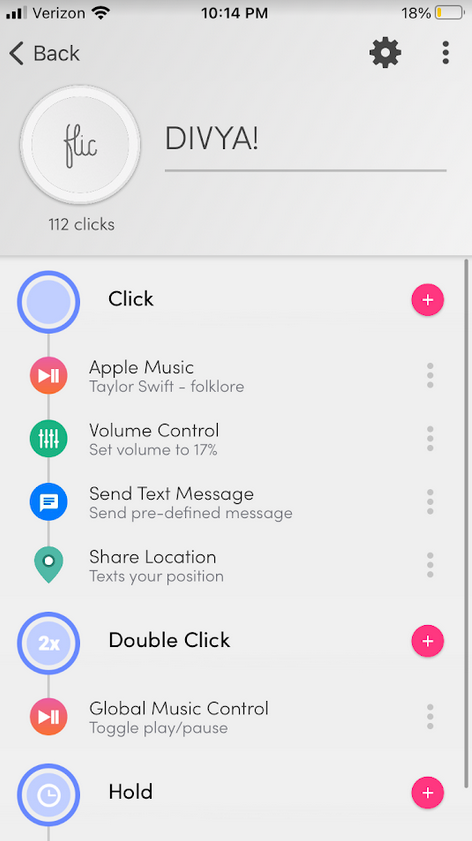 Verizon 10:14 PM 18%
Back
flic
DIVYA!
112 clicks
Click
Apple Music
Taylor Swift - folklore
Volume Control
Set volume to 17%
Send Text Message
Send pre-defined message
Share Location
Texts your position
2x Double Click
Global Music Control
Toggle play/pause
Hold